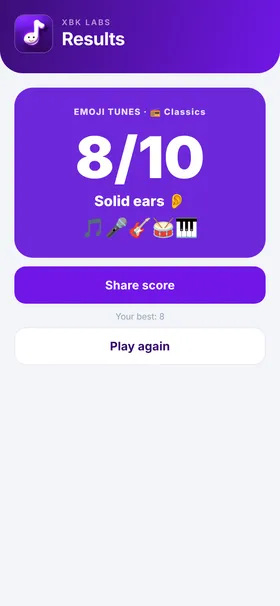 XBK LABS
Results
EMOJI TUNES · 📻 Classics
8/10
Solid ears 👂
🎵🎤🎸🥁🎹
Share score
Your best: 8
Play again